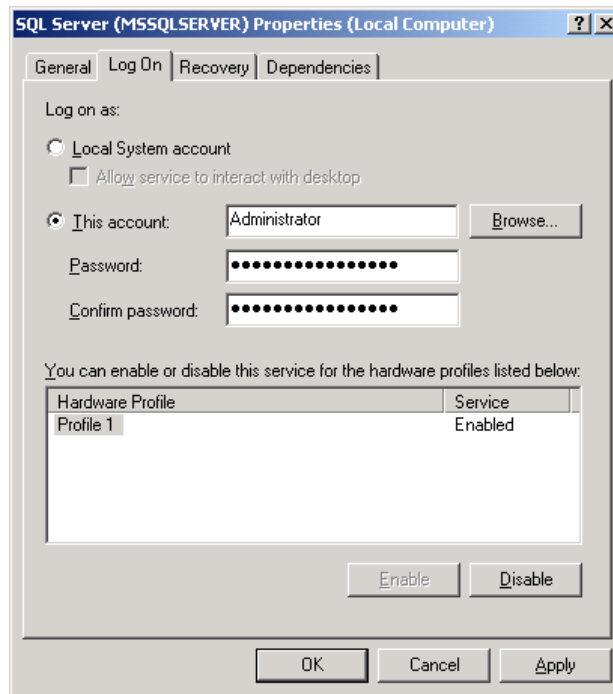 SQL Server (MSSQLSERVER) Properties (Local Computer)
General Log On Recovery Dependencies
Log on as:
Local System account
Allow service to interact with desktop
This account: Administrator Browse...
Password: ●●●●●●●●●●●●●●●●
Confirm password: ●●●●●●●●●●●●●●●●
You can enable or disable this service for the hardware profiles listed below:
Hardware Profile Service
Profile 1 Enabled
Enable Disable
OK Cancel Apply